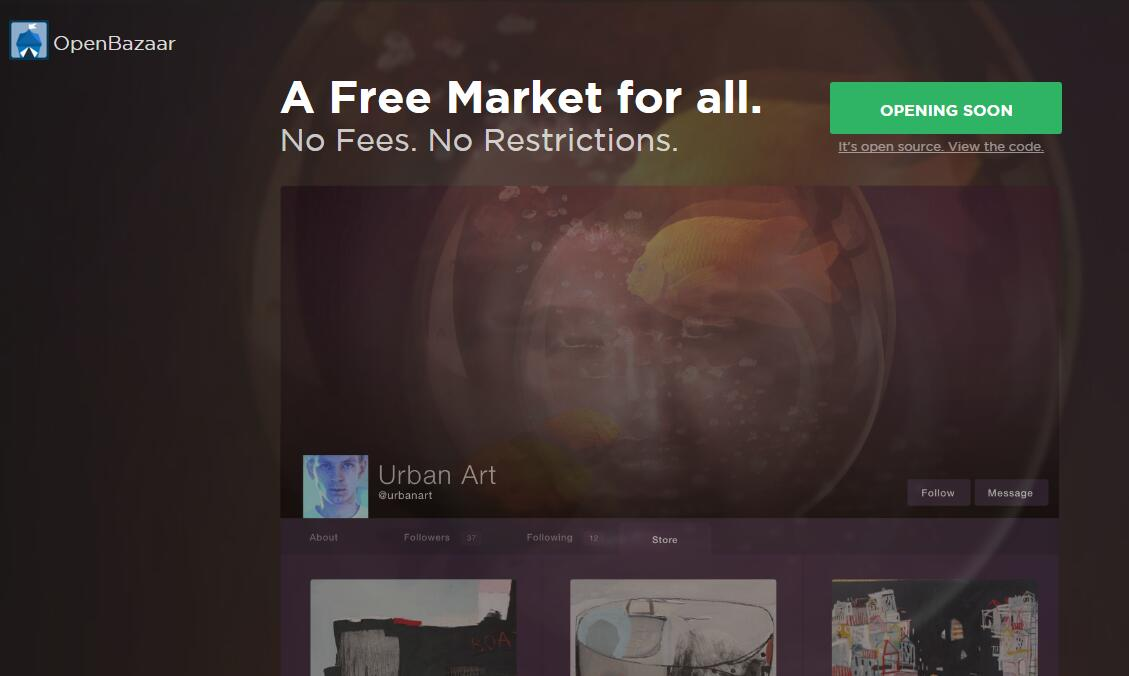 OpenBazaar
A Free Market for all.
No Fees. No Restrictions.
OPENING SOON
It's open source. View the code.
Urban Art
@urbanart
Follow
Message
About
Followers 37
Following 12
Store